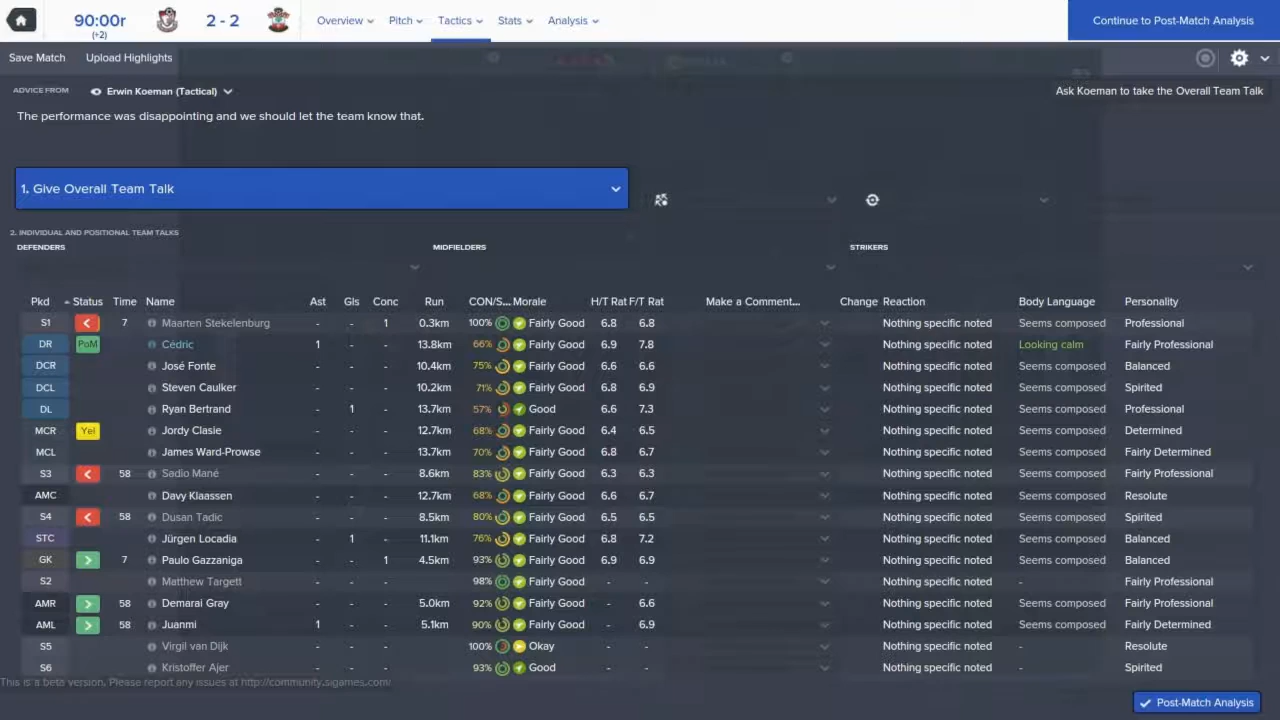 90:00r 2 - 2 Overview Pitch Tactics Stats Analysis Continue to Post-Match Analysis
(+2)
Save Match Upload Highlights
ADVICE FROM Erwin Koeman (Tactical) Ask Koeman to take the Overall Team Talk
The performance was disappointing and we should let the team know that.
1. Give Overall Team Talk
2. INDIVIDUAL AND POSITIONAL TEAM TALKS
DEFENDERS MIDFIELDERS STRIKERS
Pkd Status Time Name Ast Gls Conc Run CON/S... Morale H/T Rat F/T Rat Make a Comment... Change Reaction Body Language Personality
S1 7 Maarten Stekelenburg - - 1 0.3km 100% Fairly Good 6.8 6.8 Nothing specific noted Seems composed Professional
DR PoM Cédric 1 - - 13.8km 66% Fairly Good 6.9 7.8 Nothing specific noted Looking calm Fairly Professional
DCR José Fonte - - - 10.4km 75% Fairly Good 6.6 6.6 Nothing specific noted Seems composed Balanced
DCL Steven Caulker - - - 10.2km 71% Fairly Good 6.8 6.9 Nothing specific noted Seems composed Spirited
DL Ryan Bertrand - 1 - 13.7km 57% Good 6.6 7.3 Nothing specific noted Seems composed Professional
MCR Yel Jordy Clasie - - - 12.7km 68% Fairly Good 6.4 6.5 Nothing specific noted Seems composed Determined
MCL James Ward-Prowse - - - 13.7km 70% Fairly Good 6.8 6.7 Nothing specific noted Seems composed Fairly Determined
S3 58 Sadio Mané - - - 8.6km 83% Fairly Good 6.3 6.3 Nothing specific noted Seems composed Fairly Professional
AMC Davy Klaassen - - - 12.7km 68% Fairly Good 6.6 6.7 Nothing specific noted Seems composed Resolute
S4 58 Dusan Tadic - - - 8.5km 80% Fairly Good 6.5 6.5 Nothing specific noted Seems composed Spirited
STC Jürgen Locadia - 1 - 11.1km 76% Fairly Good 6.8 7.2 Nothing specific noted Seems composed Balanced
GK 7 Paulo Gazzaniga - - 1 4.5km 93% Fairly Good 6.9 6.9 Nothing specific noted Seems composed Balanced
S2 Matthew Targett 98% Fairly Good - - Nothing specific noted - Fairly Professional
AMR 58 Demarai Gray - - - 5.0km 92% Fairly Good - 6.6 Nothing specific noted Seems composed Fairly Professional
AML 58 Juanmi 1 - - 5.1km 90% Fairly Good - 6.9 Nothing specific noted Seems composed Fairly Determined
S5 Virgil van Dijk 100% Okay - - Nothing specific noted - Resolute
S6 Kristoffer Ajer 93% Good - - Nothing specific noted - Spirited
This is a beta version. Please report any issues at http://community.sigames.com/
Post-Match Analysis